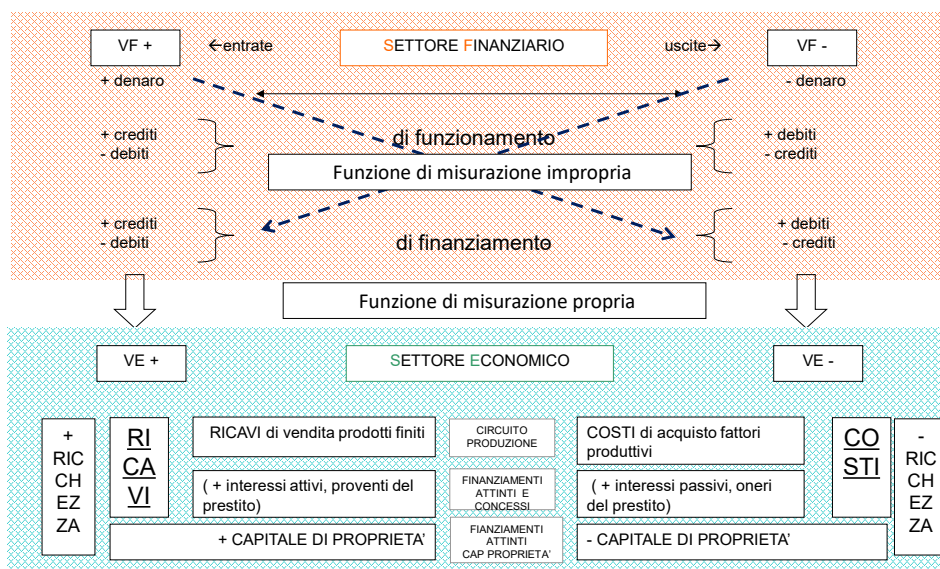 VF +
←entrate
SETTORE FINANZIARIO
uscite→
VF -
+ denaro
- denaro
+ crediti
- debiti
di funzionamento
+ debiti
- crediti
Funzione di misurazione impropria
+ crediti
- debiti
di finanziamento
+ debiti
- crediti
Funzione di misurazione propria
VE +
SETTORE ECONOMICO
VE -
+
RIC
CH
EZ
ZA
RI
CA
VI
RICAVI di vendita prodotti finiti
CIRCUITO
PRODUZIONE
COSTI di acquisto fattori
produttivi
CO
STI
-
RIC
CH
EZ
ZA
( + interessi attivi, proventi del
prestito)
FINANZIAMENTI
ATTINTI E
CONCESSI
( + interessi passivi, oneri
del prestito)
+ CAPITALE DI PROPRIETA’
FIANZIAMENTI
ATTINTI
CAP PROPRIETA’
- CAPITALE DI PROPRIETA’